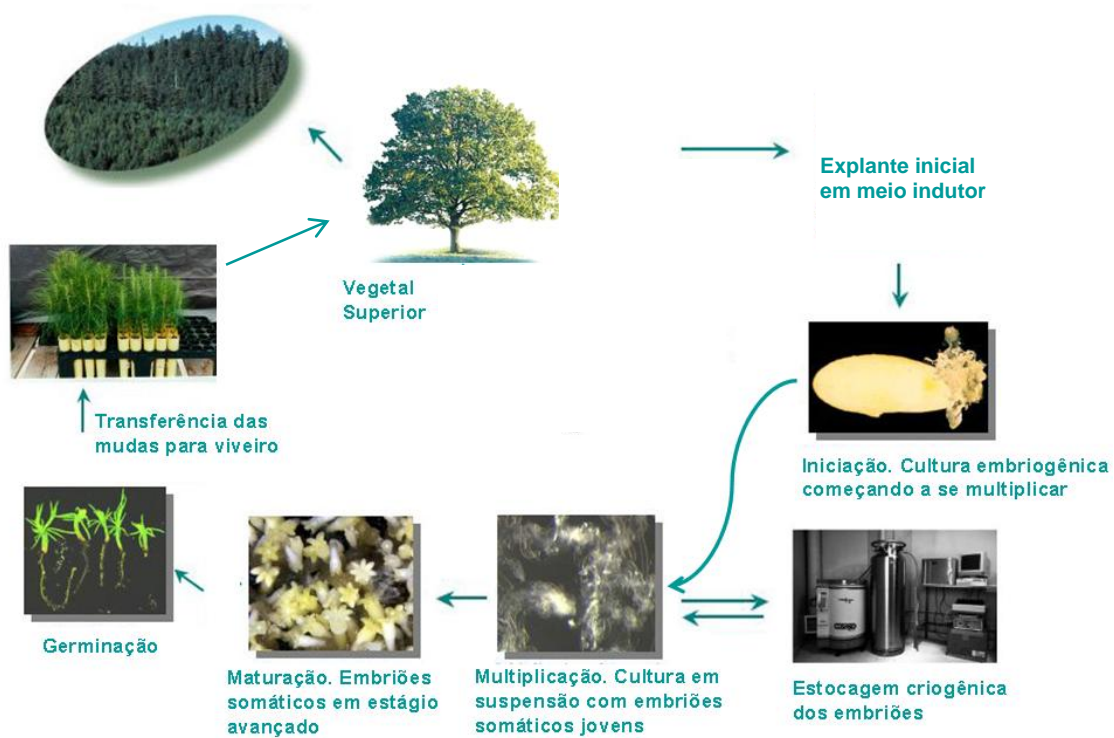 Explante inicial
em meio indutor
Vegetal
Superior
Transferência das
mudas para viveiro
Iniciação. Cultura embriogênica
começando a se multiplicar
Germinação
Maturação. Embriões
somáticos em estágio
avançado
Multiplicação. Cultura em
suspensão com embriões
somáticos jovens
Estocagem criogênica
dos embriões